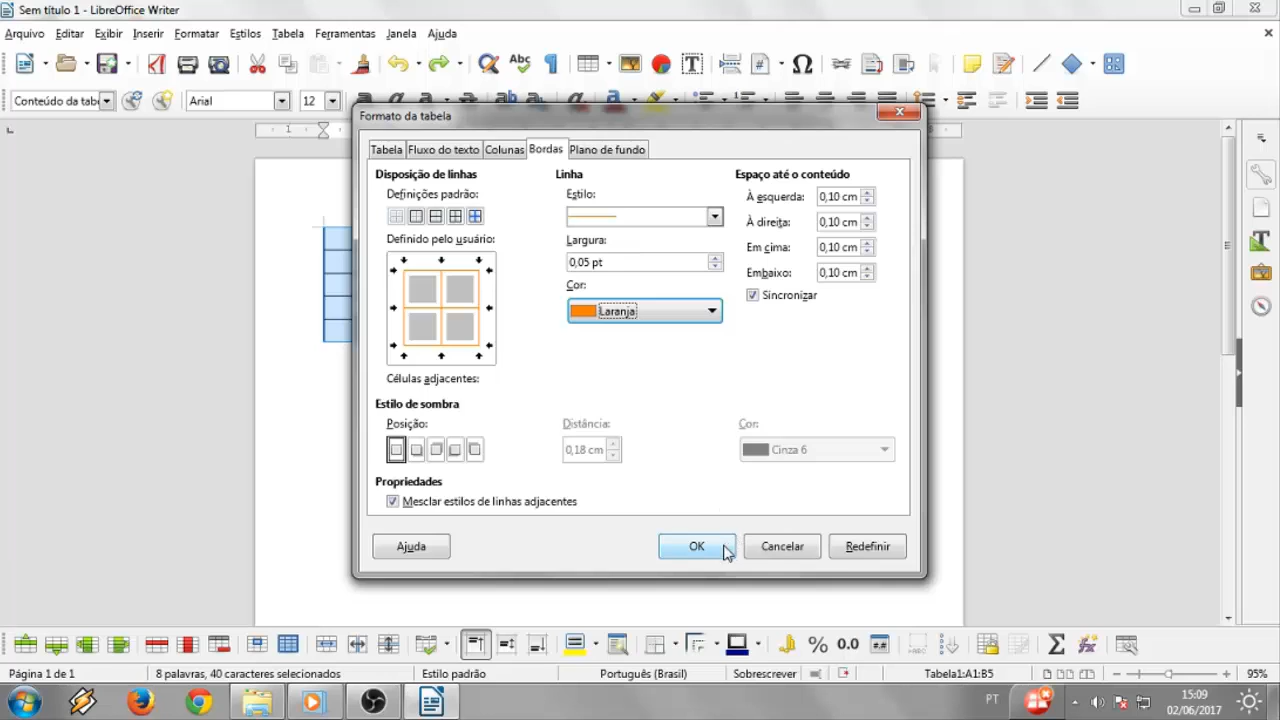 Sem título 1 - LibreOffice Writer
Arquivo Editar Exibir Inserir Formatar Estilos Tabela Ferramentas Janela Ajuda
Abc
Conteúdo da tab Arial 12
1
Formato da tabela
Tabela Fluxo do texto Colunas Bordas Plano de fundo
Disposição de linhas Linha Espaço até o conteúdo
Definições padrão: Estilo: À esquerda: 0,10 cm
À direita: 0,10 cm
Definido pelo usuário: Largura: Em cima: 0,10 cm
0,05 pt
Embaixo: 0,10 cm
Cor: Sincronizar
Laranja
Células adjacentes:
Estilo de sombra
Posição: Distância: Cor:
0,18 cm Cinza 6
Propriedades
Mesclar estilos de linhas adjacentes
Ajuda OK Cancelar Redefinir
% 0.0
Página 1 de 1 8 palavras, 40 caracteres selecionados Estilo padrão Português (Brasil) Sobrescrever Tabela1:A1:B5 95%
PT 15:09
02/06/2017